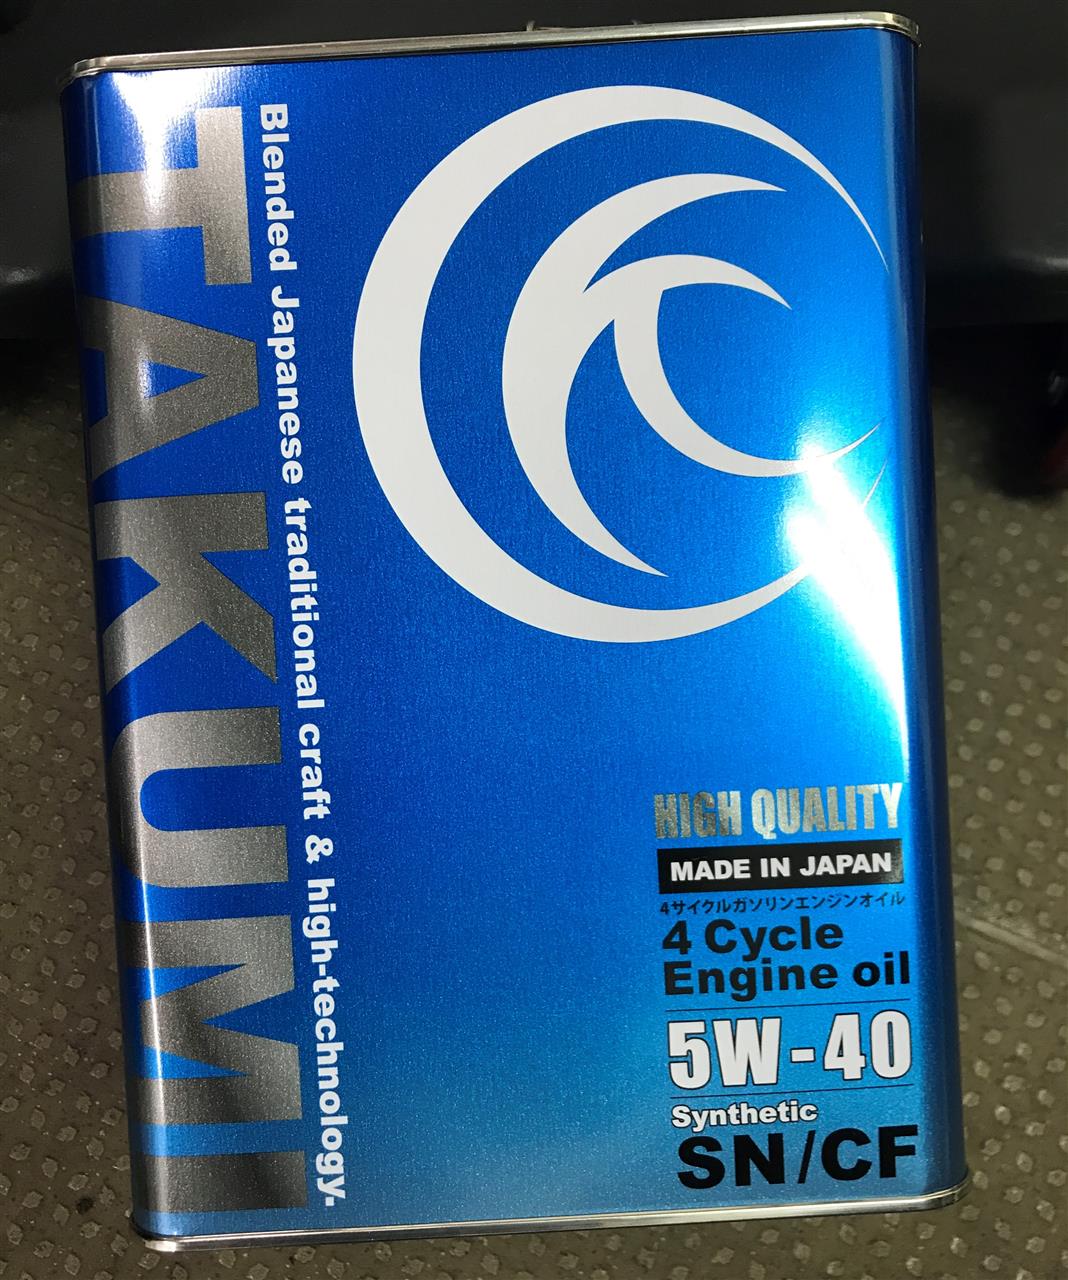 TAKUMI
Blended Japanese traditional craft & high-technology.
HIGH QUALITY
MADE IN JAPAN
4サイクルガソリンエンジンオイル
4 Cycle
Engine oil
5W-40
Synthetic
SN/CF